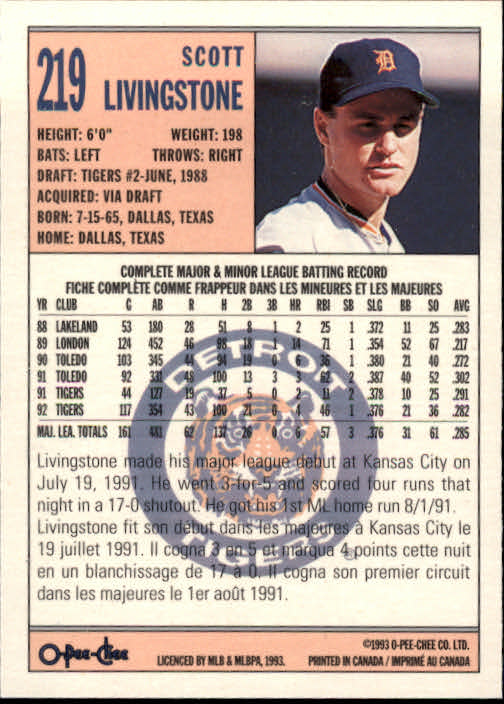 219
SCOTT
LIVINGSTONE
HEIGHT: 6'0" WEIGHT: 198
BATS: LEFT THROWS: RIGHT
DRAFT: TIGERS #2-JUNE, 1988
ACQUIRED: VIA DRAFT
BORN: 7-15-65, DALLAS, TEXAS
HOME: DALLAS, TEXAS
D
COMPLETE MAJOR & MINOR LEAGUE BATTING RECORD
FICHE COMPLÈTE COMME FRAPPEUR DANS LES MINEURES ET LES MAJEURES
YR CLUB G AB R H 2B 3B HR RBI SB SLG BB SO AVG
88 LAKELAND 53 180 28 51 8 1 2 25 1 .372 11 25 .283
89 LONDON 124 452 46 98 18 1 14 71 1 .354 52 67 .217
90 TOLEDO 103 345 44 94 19 0 6 36 1 .380 21 40 .272
91 TOLEDO 92 331 48 100 13 3 3 62 2 .387 40 52 .302
91 TIGERS 44 127 19 37 5 0 2 11 2 .378 10 25 .291
92 TIGERS 117 354 43 100 21 0 4 46 1 .376 21 36 .282
MAJ. LEA. TOTALS 161 481 62 137 26 0 6 57 3 .376 31 61 .285
DETROIT
TIGERS
Livingstone made his major league debut at Kansas City on
July 19, 1991. He went 3-for-5 and scored four runs that
night in a 17-0 shutout. He got his 1st ML home run 8/1/91.
Livingstone fit son début dans les majeures à Kansas City le
19 juillet 1991. Il cogna 3 en 5 et marqua 4 points cette nuit
en un blanchissage de 17 à 0. Il cogna son premier circuit
dans les majeures le 1er août 1991.
O-Pee-Chee
©1993 O-PEE-CHEE CO. LTD.
LICENCED BY MLB & MLBPA, 1993. PRINTED IN CANADA / IMPRIMÉ AU CANADA